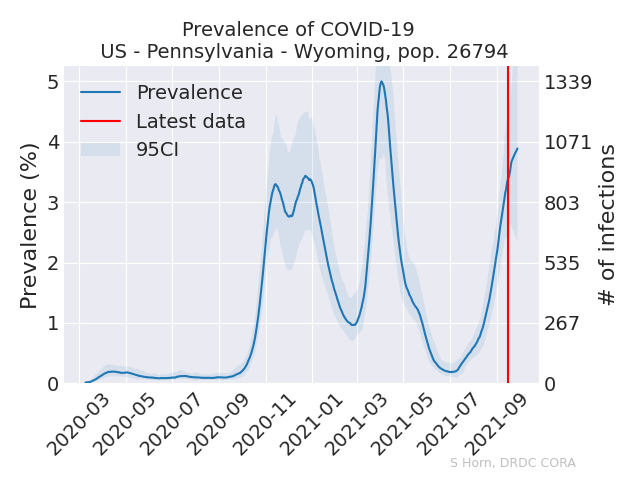 Prevalence of COVID-19
US - Pennsylvania - Wyoming, pop. 26794
Prevalence
Latest data
95CI
Prevalence (%)
5
4
3
2
1
0
1339
1071
803
535
267
0
# of infections
2020-03
2020-05
2020-07
2020-09
2020-11
2021-01
2021-03
2021-05
2021-07
2021-09
S Horn, DRDC CORA